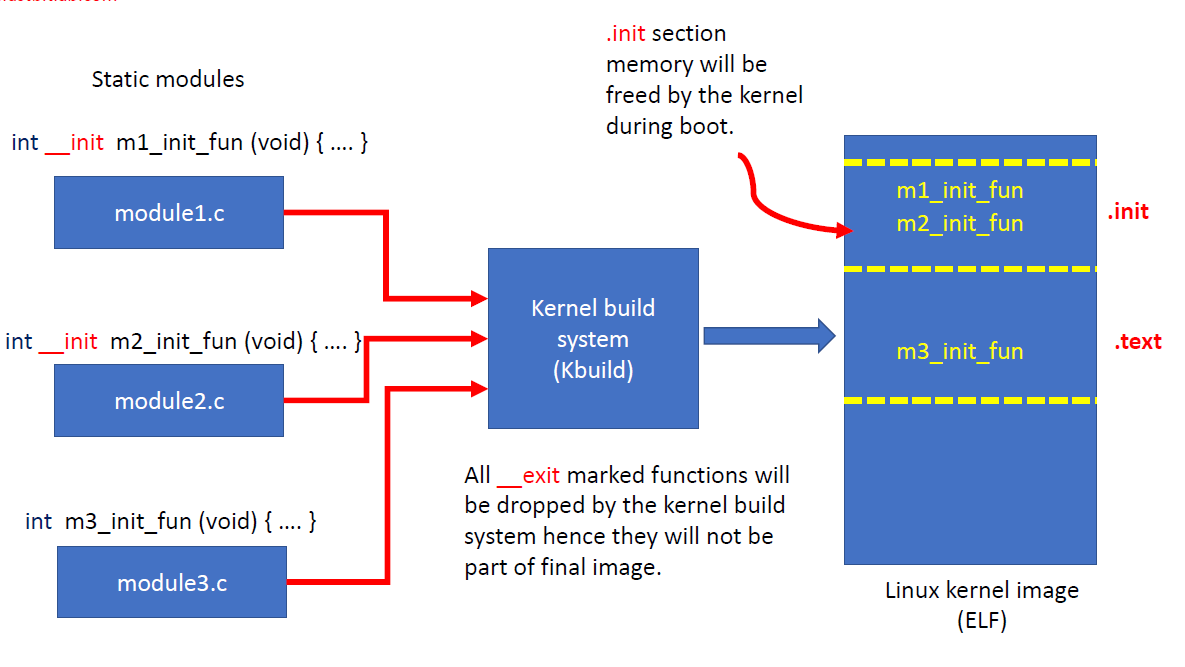 Static modules
int __init m1_init_fun (void) { .... }
module1.c
int __init m2_init_fun (void) { .... }
module2.c
int m3_init_fun (void) { .... }
module3.c
Kernel build
system
(Kbuild)
All __exit marked functions will
be dropped by the kernel build
system hence they will not be
part of final image.
.init section
memory will be
freed by the kernel
during boot.
m1_init_fun
m2_init_fun
.init
m3_init_fun
.text
Linux kernel image
(ELF)